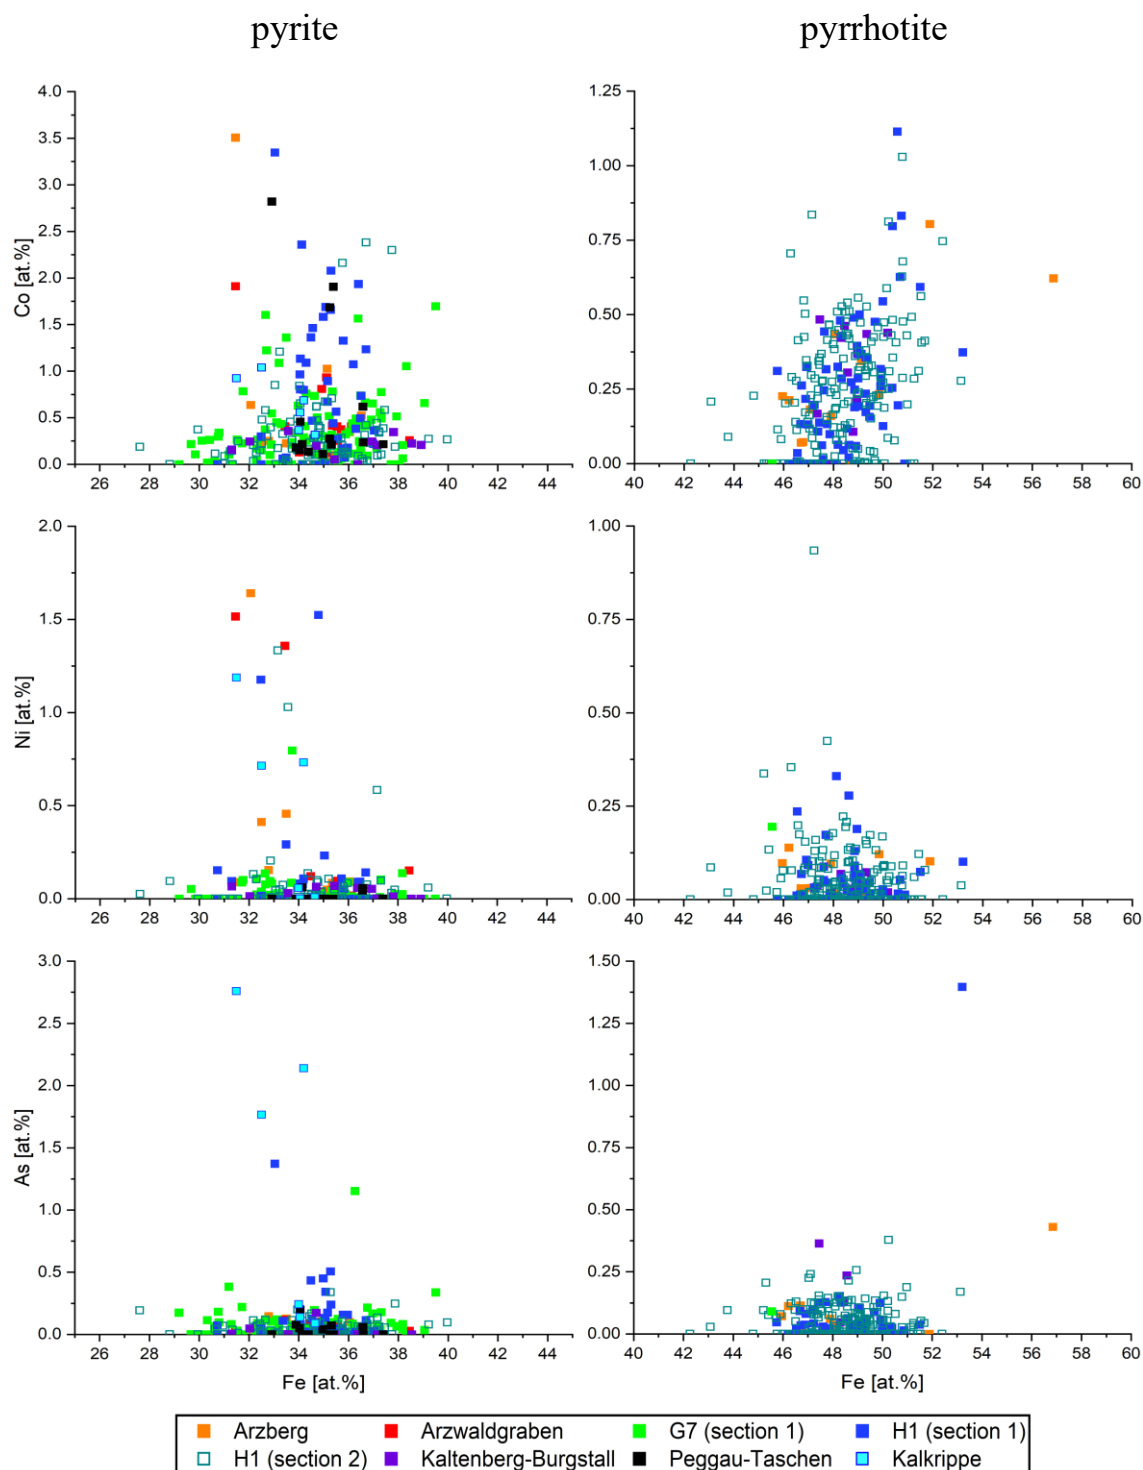 pyrite
pyrrhotite
4.0
3.5
3.0
2.5
2.0
1.5
1.0
0.5
0.0
Co [at.%]
26 28 30 32 34 36 38 40 42 44
1.25
1.00
0.75
0.50
0.25
0.00
40 42 44 46 48 50 52 54 56 58 60
2.0
1.5
1.0
0.5
0.0
Ni [at.%]
26 28 30 32 34 36 38 40 42 44
1.00
0.75
0.50
0.25
0.00
40 42 44 46 48 50 52 54 56 58 60
3.0
2.5
2.0
1.5
1.0
0.5
0.0
As [at.%]
26 28 30 32 34 36 38 40 42 44
Fe [at.%]
1.50
1.25
1.00
0.75
0.50
0.25
0.00
40 42 44 46 48 50 52 54 56 58 60
Fe [at.%]
Arzberg Arzwaldgraben G7 (section 1) H1 (section 1)
H1 (section 2) Kaltenberg-Burgstall Peggau-Taschen Kalkrippe